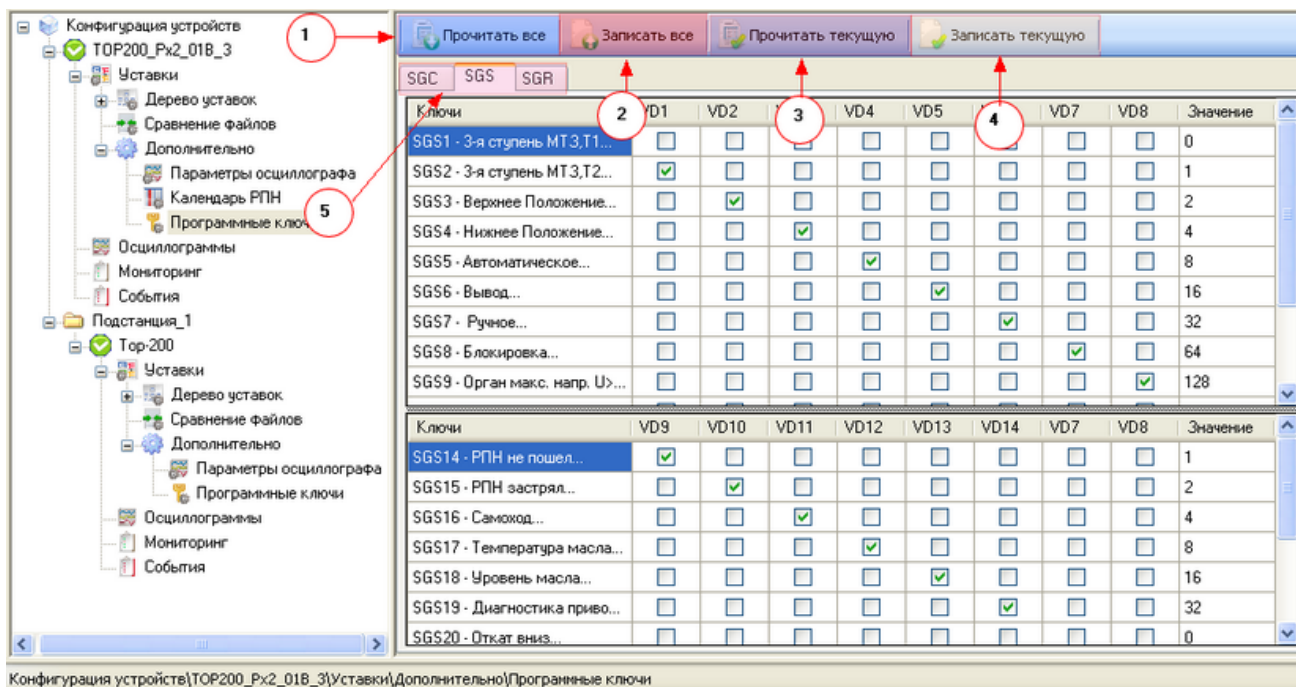 Конфигурация устройств
TOP200_Px2_01B_3
Уставки
Дерево уставок
Сравнение файлов
Дополнительно
Параметры осциллографа
Календарь РПН
Программные
Осциллограммы
Мониторинг
События
Подстанция_1
Top-200
Уставки
Дерево уставок
Сравнение файлов
Дополнительно
Параметры осциллографа
Программные ключи
Осциллограммы
Мониторинг
События
1
Прочитать все Записать все Прочитать текущую Записать текущую
SGC SGS SGR
2 3 4 5
Ключи VD1 VD2 VD4 VD5 VD7 VD8 Значение
SGS1 - 3-я ступень МТЗ,Т1... 0
SGS2 - 3-я ступень МТЗ,Т2... 1
SGS3 - Верхнее Положение... 2
SGS4 - Нижнее Положение... 4
SGS5 - Автоматическое... 8
SGS6 - Вывод... 16
SGS7 - Ручное... 32
SGS8 - Блокировка... 64
SGS9 - Орган макс. напр. U>... 128
Ключи VD9 VD10 VD11 VD12 VD13 VD14 VD7 VD8 Значение
SGS14 - РПН не пошел... 1
SGS15 - РПН застрял... 2
SGS16 - Самоход... 4
SGS17 - Температура масла... 8
SGS18 - Уровень масла... 16
SGS19 - Диагностика приво... 32
SGS20 - Откат вниз... 0
Конфигурация устройств\TOP200_Px2_01B_3\Уставки\Дополнительно\Программные ключи